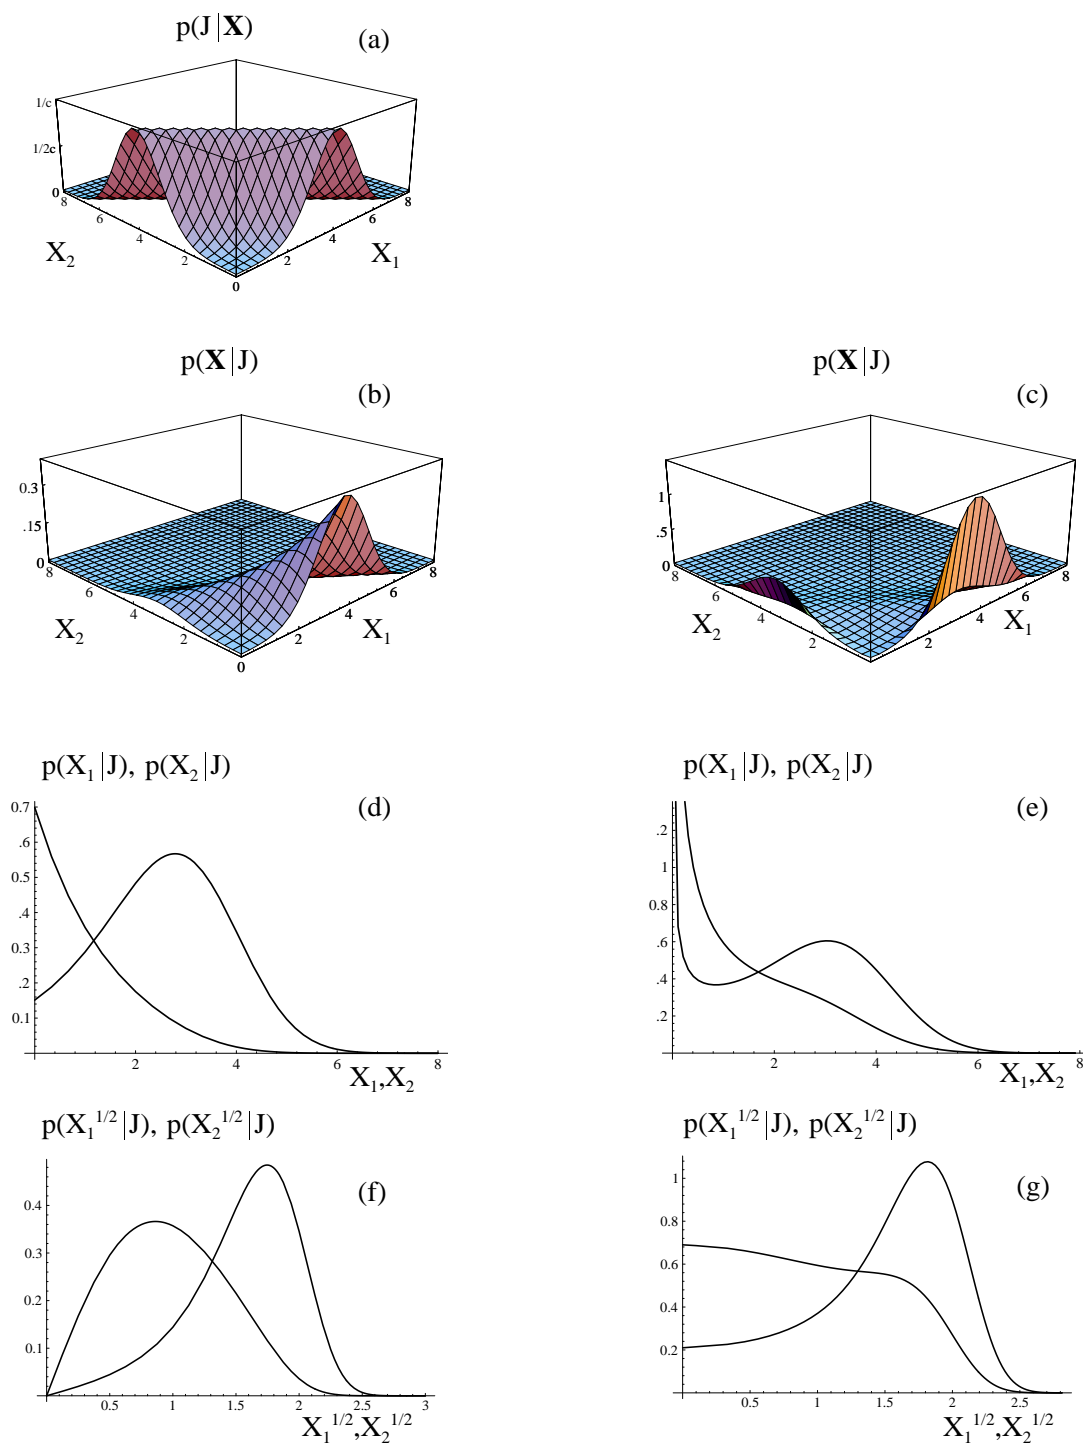 p(J|X)
(a)
1/c
1/2c
0
8
6
4
2
0
2
4
6
8
X2
X1
p(X|J)
(b)
0.3
.15
0
8
6
4
2
0
2
4
6
8
X2
X1
p(X|J)
(c)
1
.5
0
8
6
4
2
2
4
6
8
X2
X1
p(X1|J), p(X2|J)
(d)
0.7
.6
.5
.4
0.3
.2
0.1
2
4
6
8
X1,X2
p(X1|J), p(X2|J)
(e)
.2
1
0.8
.6
.4
.2
2
4
6
8
X1,X2
p(X1^1/2|J), p(X2^1/2|J)
(f)
0.4
0.3
0.2
0.1
0.5
1
1.5
2
2.5
3
X1^1/2,X2^1/2
p(X1^1/2|J), p(X2^1/2|J)
(g)
1
0.8
0.6
0.4
0.2
0.5
1
1.5
2
2.5
X1^1/2,X2^1/2